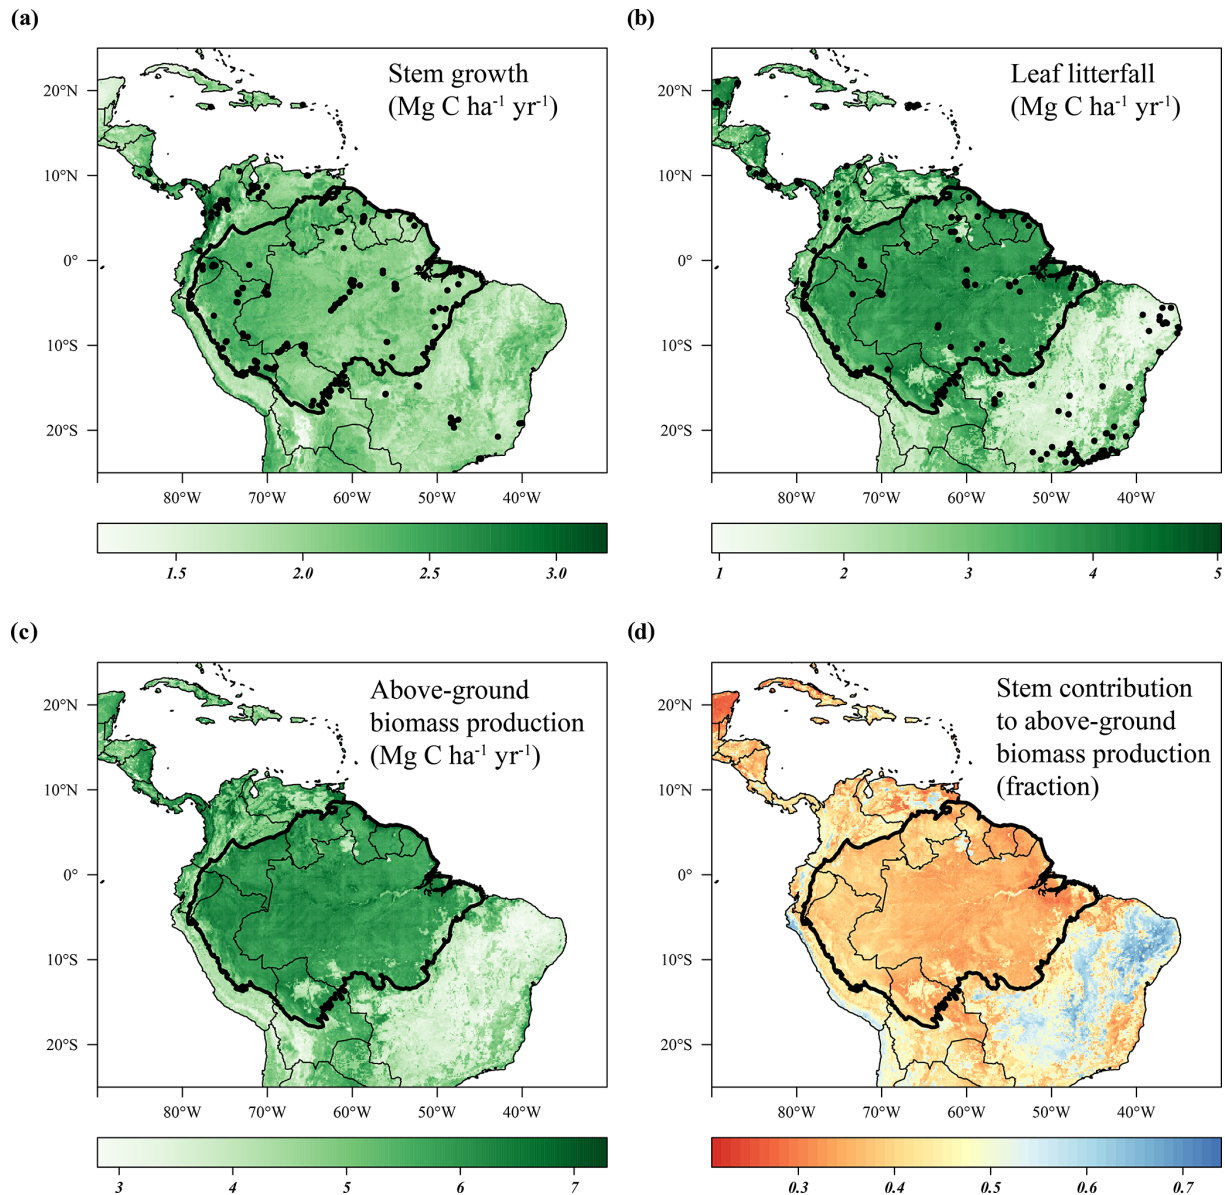 (a)
Stem growth
(Mg C ha⁻¹ yr⁻¹)
20°N
10°N
0°
10°S
20°S
80°W 70°W 60°W 50°W 40°W
1.5 2.0 2.5 3.0
(b)
Leaf litterfall
(Mg C ha⁻¹ yr⁻¹)
20°N
10°N
0°
10°S
20°S
80°W 70°W 60°W 50°W 40°W
1 2 3 4 5
(c)
Above-ground
biomass production
(Mg C ha⁻¹ yr⁻¹)
20°N
10°N
0°
10°S
20°S
80°W 70°W 60°W 50°W 40°W
3 4 5 6 7
(d)
Stem contribution
to above-ground
biomass production
(fraction)
20°N
10°N
0°
10°S
20°S
80°W 70°W 60°W 50°W 40°W
0.3 0.4 0.5 0.6 0.7